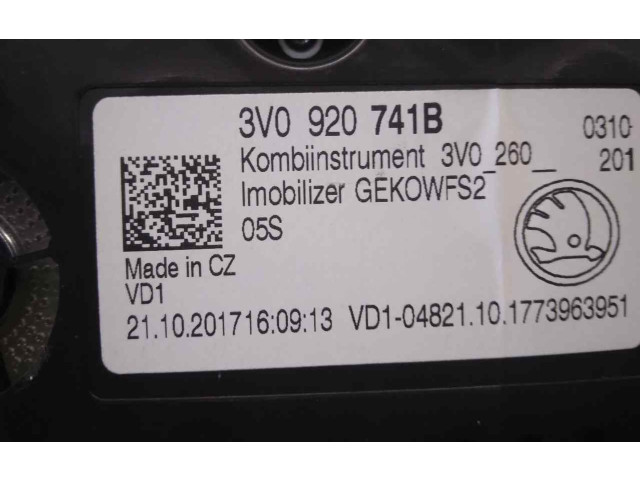 3V0 920 741B 0310
Kombiinstrument 3V0_260__ 201
Imobilizer GEKOWFS2
05S
Made in CZ
VD1
21.10.201716:09:13 VD1-04821.10.1773963951